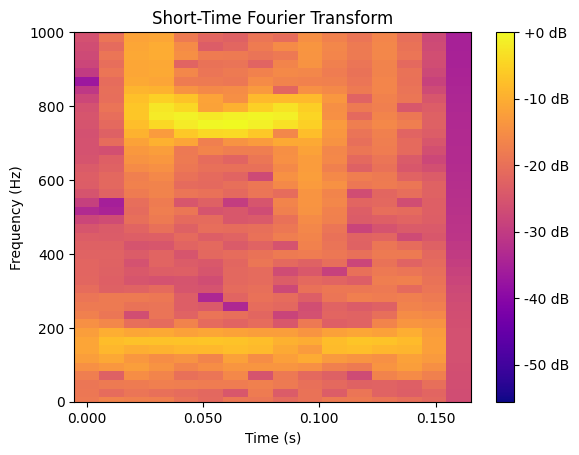 Short-Time Fourier Transform
1000
800
600
400
200
0
Frequency (Hz)
0.000
0.050
0.100
0.150
Time (s)
+0 dB
-10 dB
-20 dB
-30 dB
-40 dB
-50 dB